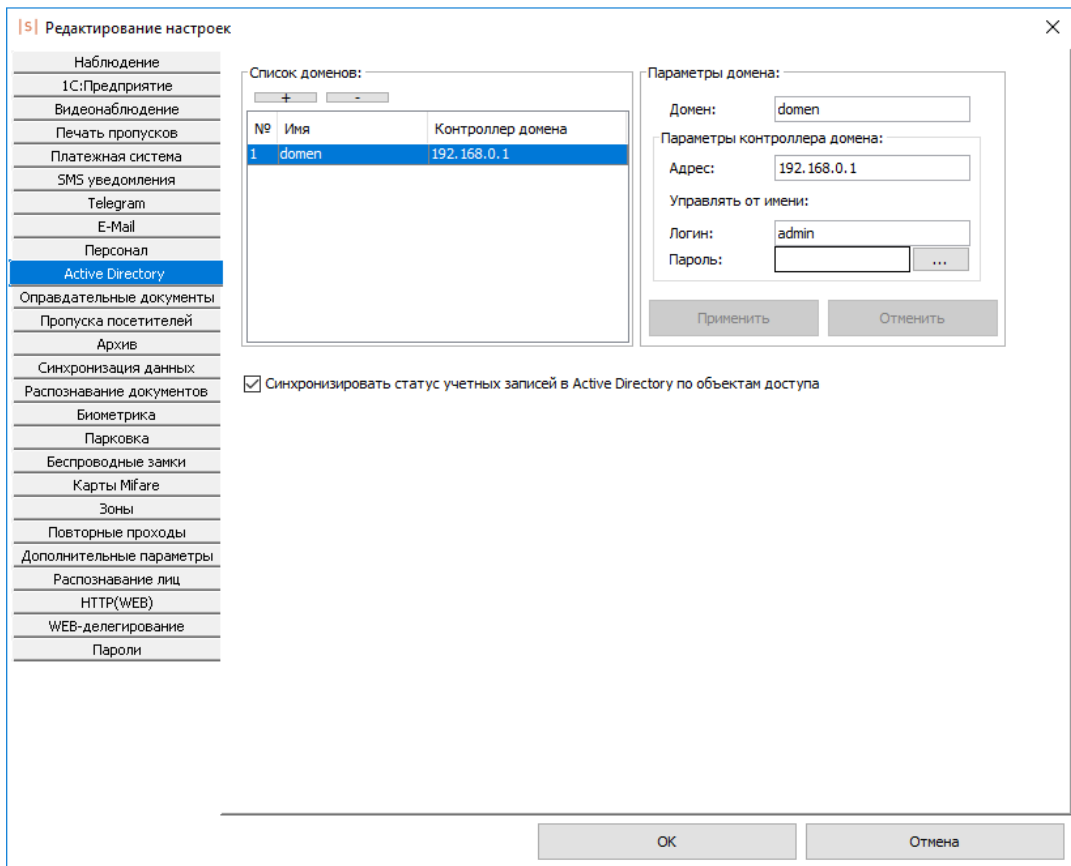 |S| Редактирование настроек
Наблюдение
1С:Предприятие
Видеонаблюдение
Печать пропусков
Платежная система
SMS уведомления
Telegram
E-Mail
Персонал
Active Directory
Оправдательные документы
Пропуска посетителей
Архив
Синхронизация данных
Распознавание документов
Биометрика
Парковка
Беспроводные замки
Карты Mifare
Зоны
Повторные проходы
Дополнительные параметры
Распознавание лиц
HTTP(WEB)
WEB-делегирование
Пароли
Список доменов:
+ -
№ Имя Контроллер домена
1 domen 192.168.0.1
Параметры домена:
Домен: domen
Параметры контроллера домена:
Адрес: 192.168.0.1
Управлять от имени:
Логин: admin
Пароль: ...
Применить Отменить
Синхронизировать статус учетных записей в Active Directory по объектам доступа
OK Отмена